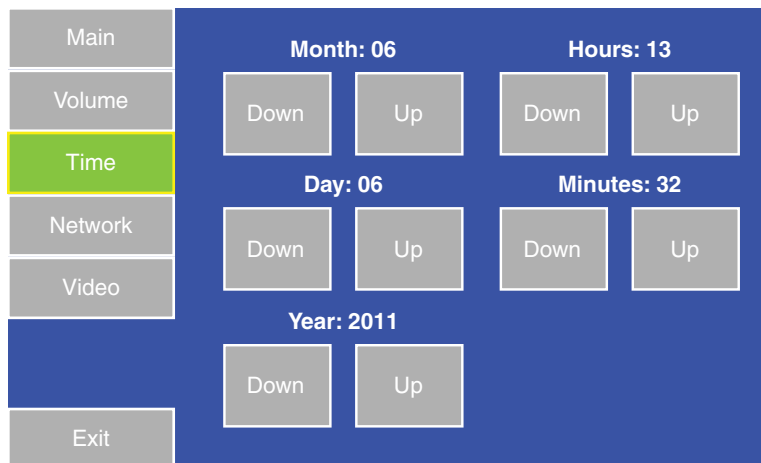 Main
Volume
Time
Network
Video
Exit
Month: 06
Down Up
Hours: 13
Down Up
Day: 06
Down Up
Minutes: 32
Down Up
Year: 2011
Down Up